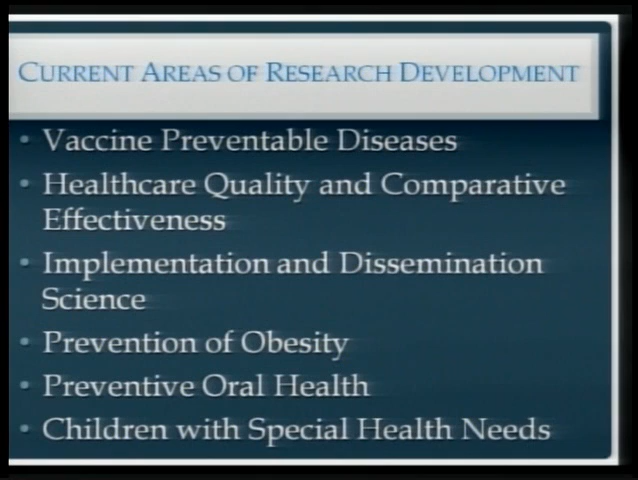 CURRENT AREAS OF RESEARCH DEVELOPMENT
• Vaccine Preventable Diseases
• Healthcare Quality and Comparative
Effectiveness
• Implementation and Dissemination
Science
• Prevention of Obesity
• Preventive Oral Health
• Children with Special Health Needs